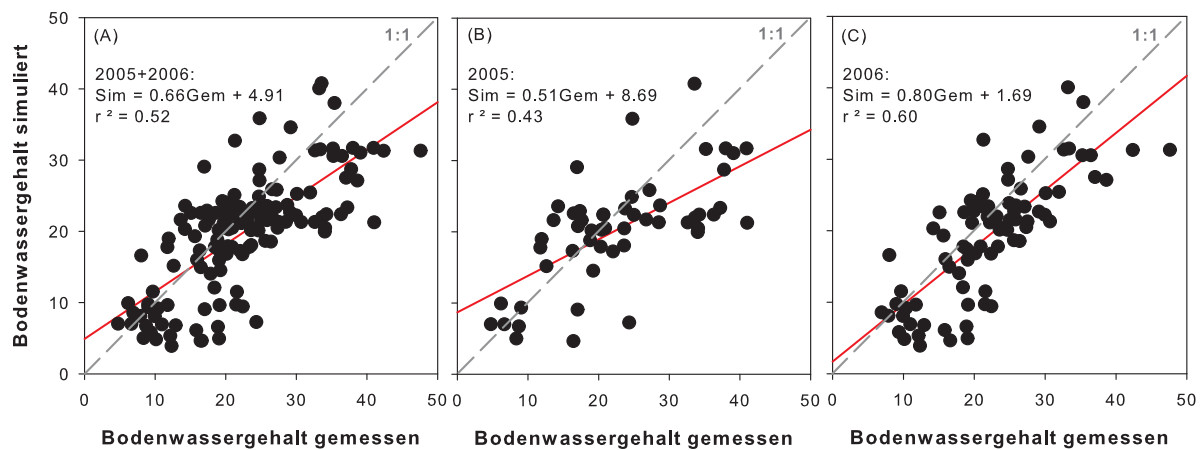 Bodenwassergehalt simuliert
50
40
30
20
10
0
(A)
1:1
2005+2006:
Sim = 0.66Gem + 4.91
r ² = 0.52
0 10 20 30 40 50
Bodenwassergehalt gemessen
(B)
1:1
2005:
Sim = 0.51Gem + 8.69
r ² = 0.43
0 10 20 30 40 50
Bodenwassergehalt gemessen
(C)
1:1
2006:
Sim = 0.80Gem + 1.69
r ² = 0.60
0 10 20 30 40 50
Bodenwassergehalt gemessen